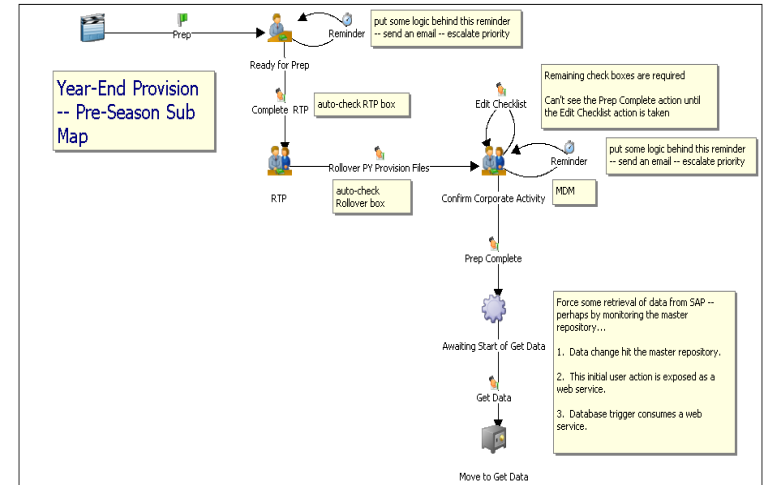 Prep
Reminder
put some logic behind this reminder
-- send an email -- escalate priority
Ready for Prep
Year-End Provision
-- Pre-Season Sub
Map
Complete RTP
auto-check RTP box
Edit Checklist
Remaining check boxes are required
Can't see the Prep Complete action until
the Edit Checklist action is taken
Reminder
put some logic behind this reminder
-- send an email -- escalate priority
Rollover PY Provision Files
RTP
auto-check
Rollover box
Confirm Corporate Activity
MDM
Prep Complete
Awaiting Start of Get Data
Force some retrieval of data from SAP --
perhaps by monitoring the master
repository...
1. Data change hit the master repository.
2. This initial user action is exposed as a
web service.
3. Database trigger consumes a web
service.
Get Data
Move to Get Data